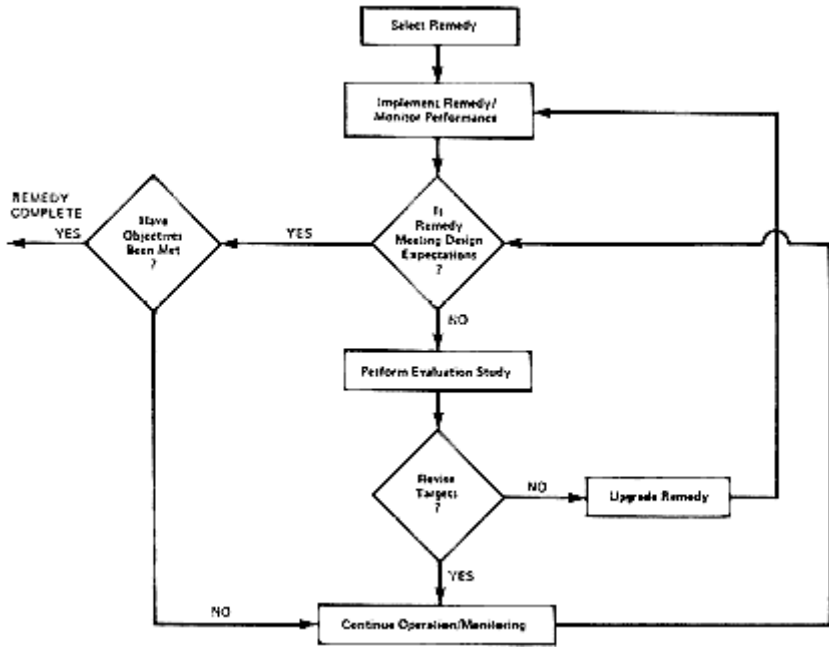 Select Remedy
Implement Remedy/
Monitor Performance
Is
Remedy
Meeting Design
Expectations
?
YES
Have
Objectives
Been Met
?
REMEDY
COMPLETE
YES
NO
Perform Evaluation Study
Revise
Targets
?
NO
Upgrade Remedy
YES
NO
Continue Operation/Monitoring